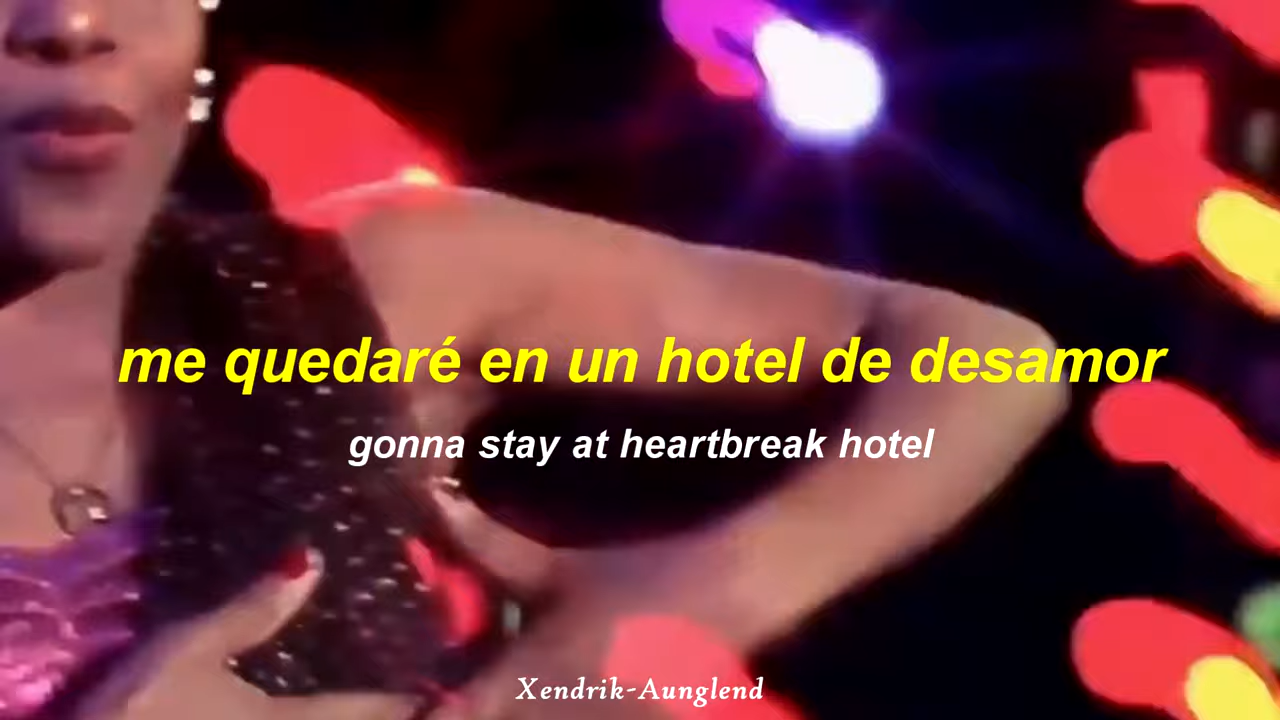 me quedaré en un hotel de desamor
gonna stay at heartbreak hotel
Xendrik-Aunglend